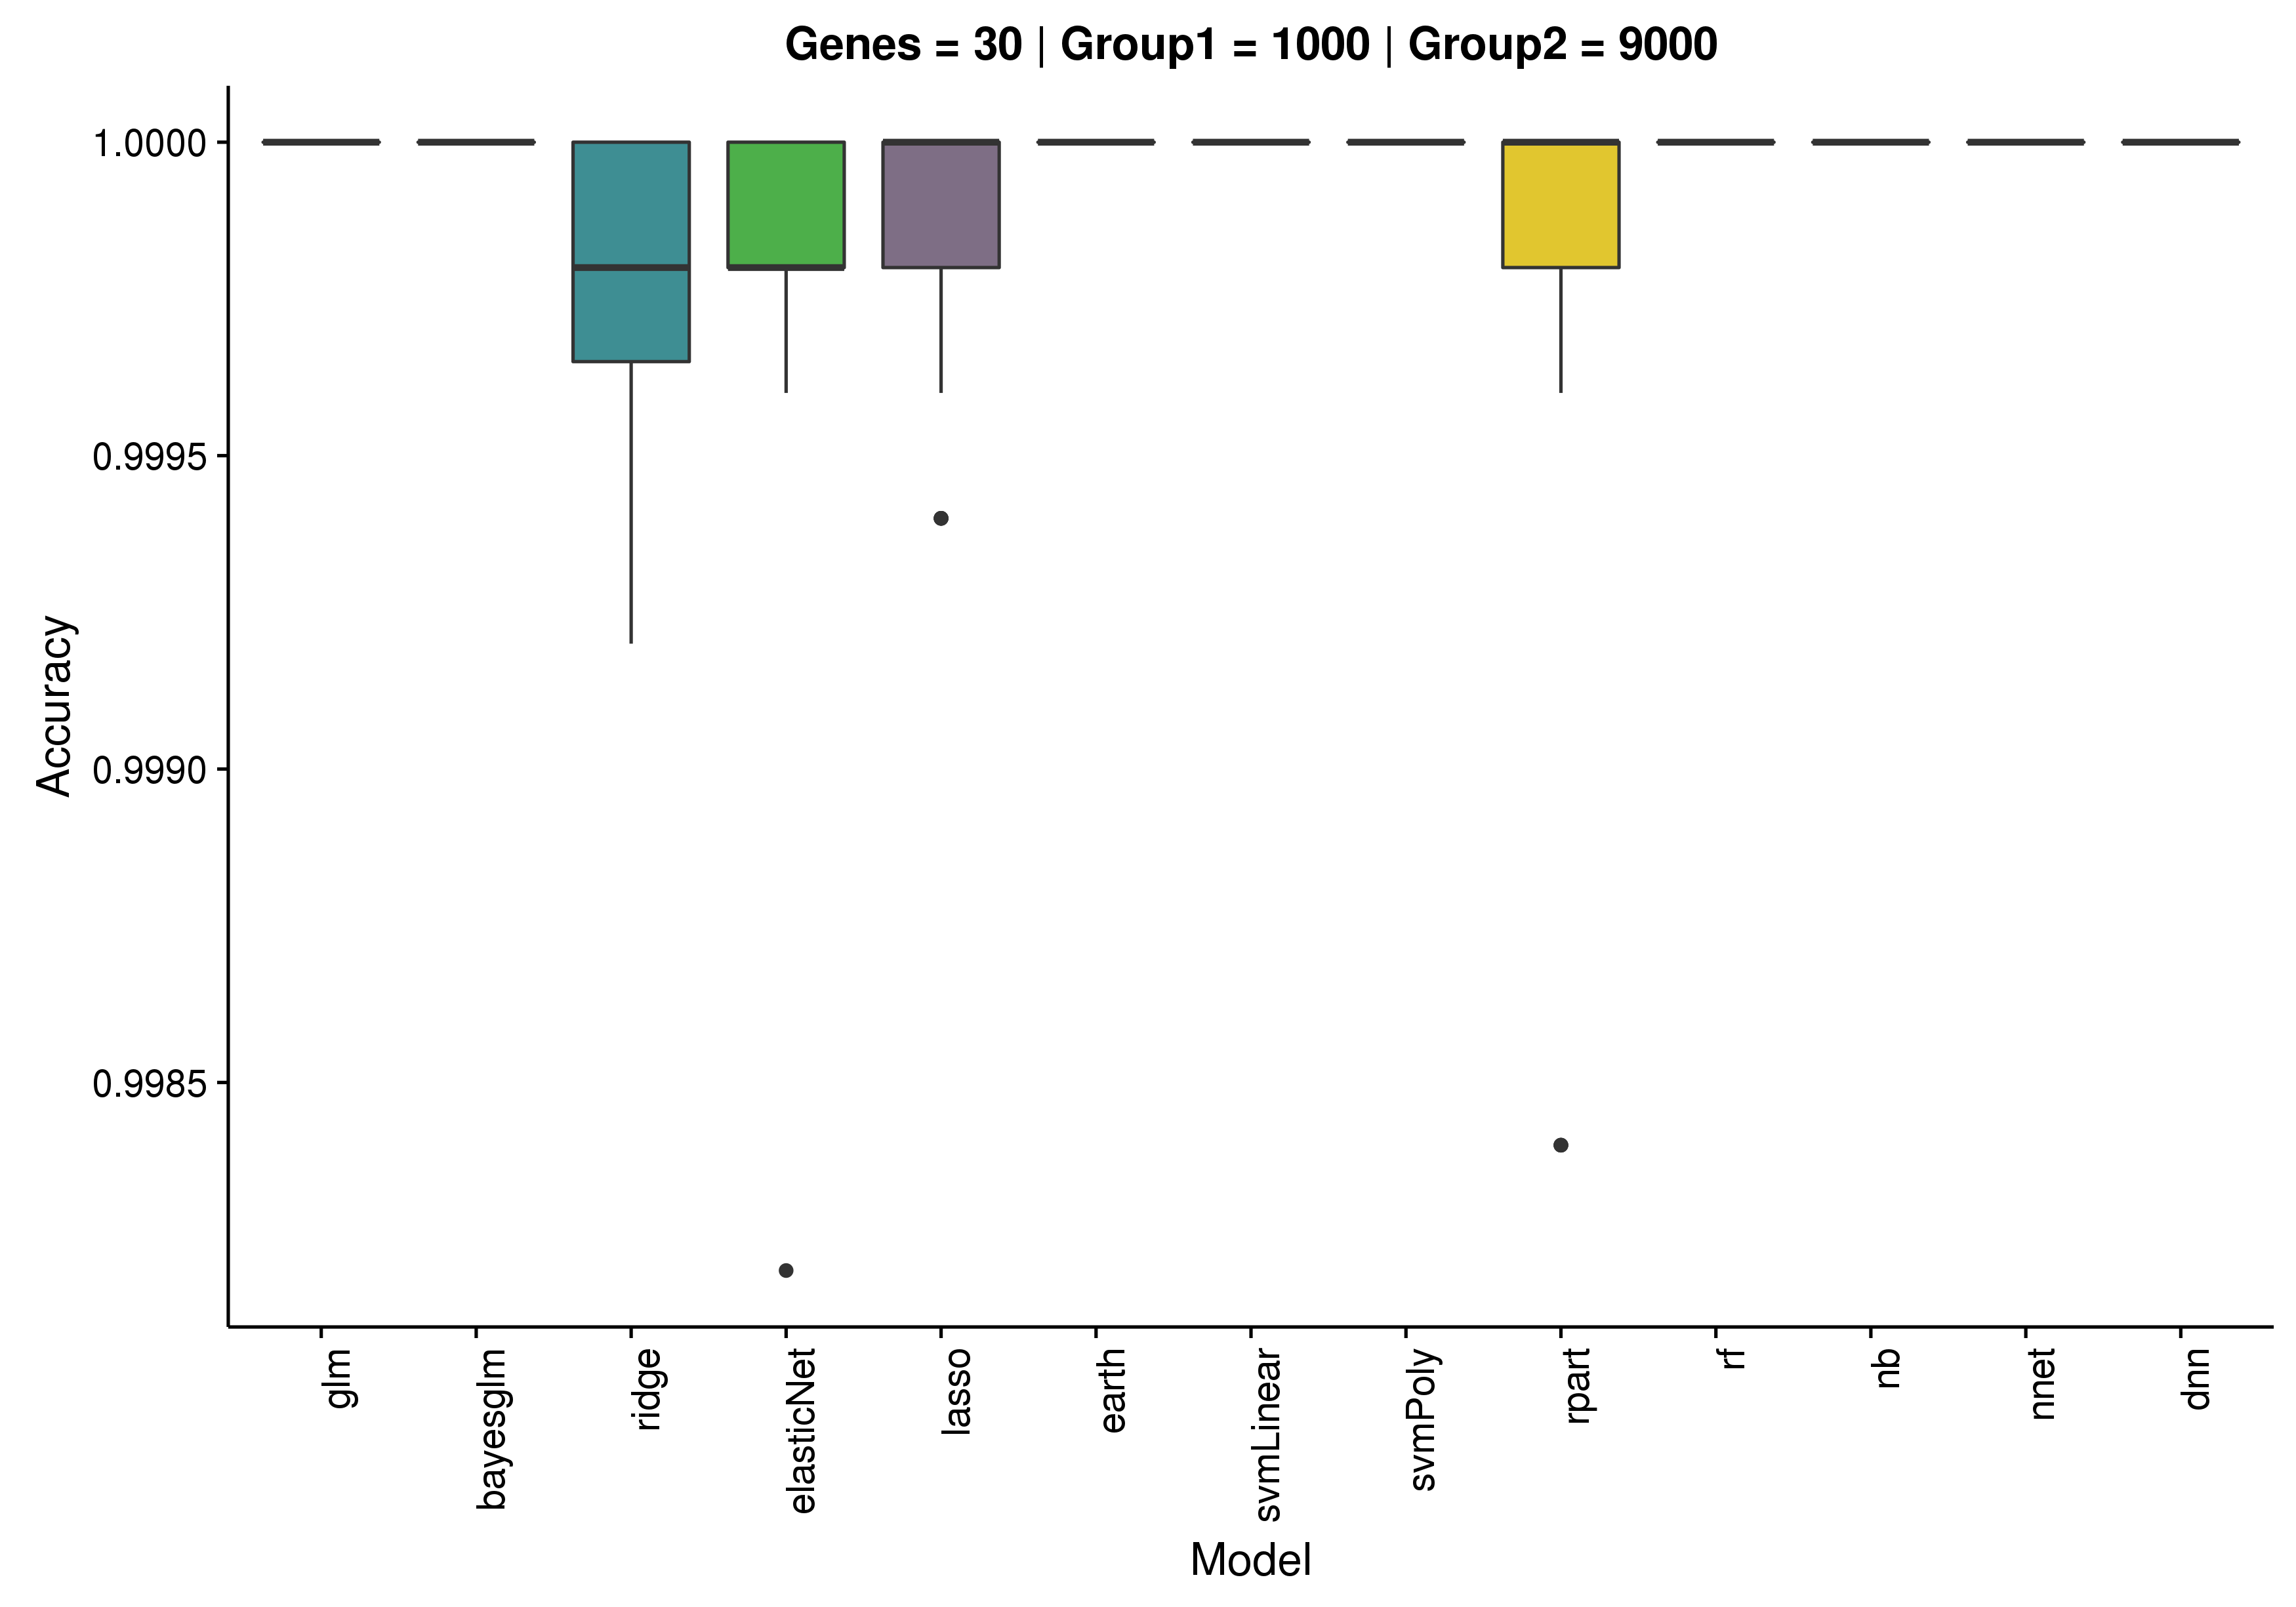 Genes = 30 | Group1 = 1000 | Group2 = 9000
Accuracy
1.0000
0.9995
0.9990
0.9985
glm
bayesglm
ridge
elasticNet
lasso
earth
svmLinear
svmPoly
rpart
rf
nb
nnet
dnn
Model